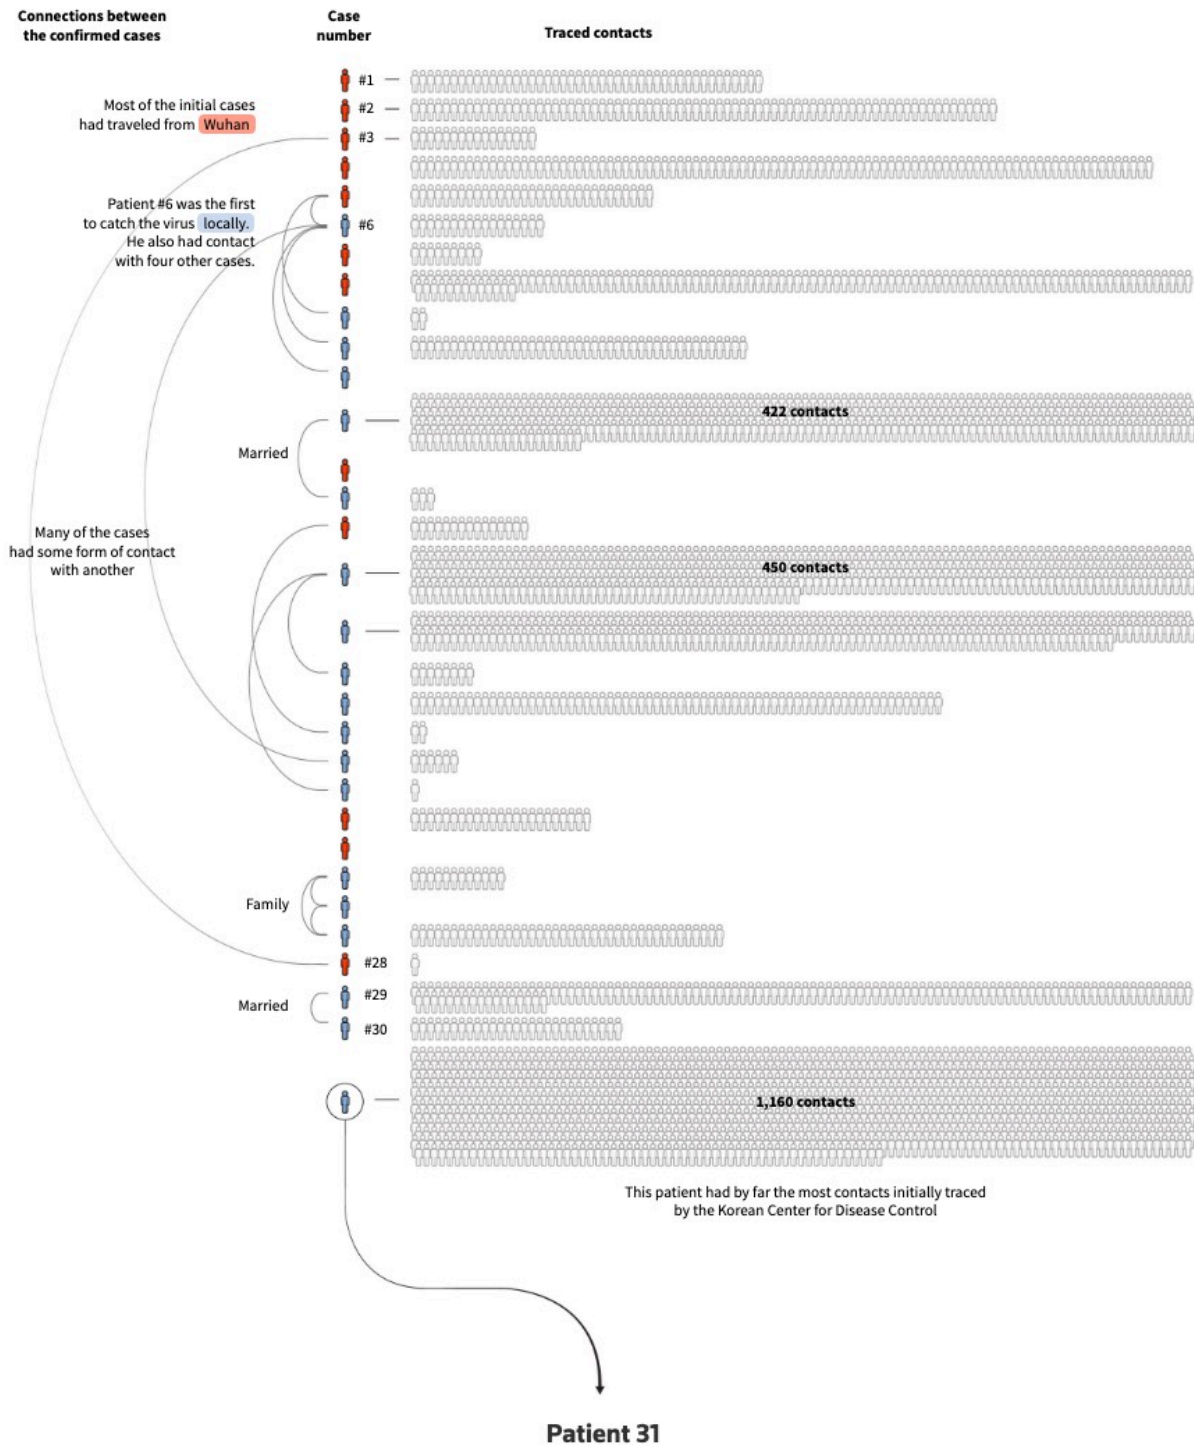 Connections between
the confirmed cases
Case
number
Traced contacts
#1
Most of the initial cases
had traveled from Wuhan
#2
#3
Patient #6 was the first
to catch the virus locally.
He also had contact
with four other cases.
#6
422 contacts
Married
Many of the cases
had some form of contact
with another
450 contacts
Family
#28
#29
Married
#30
1,160 contacts
This patient had by far the most contacts initially traced
by the Korean Center for Disease Control
Patient 31